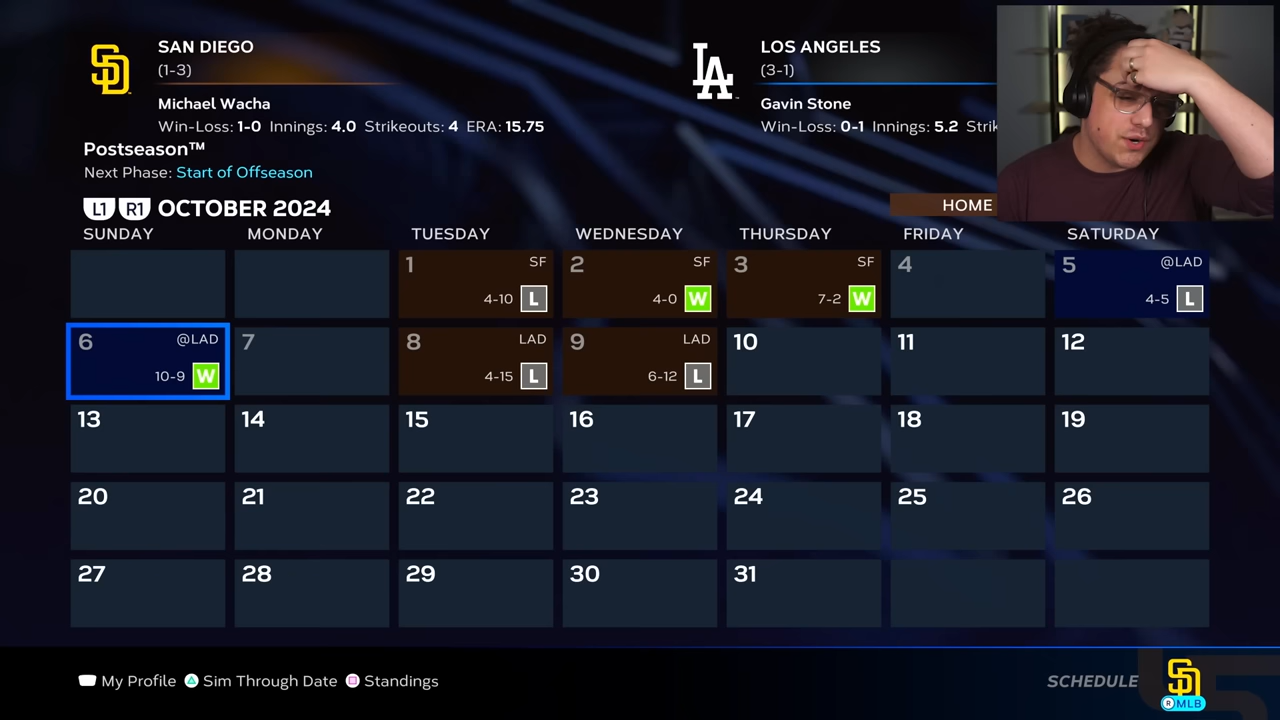 SAN DIEGO
(1-3)
Michael Wacha
Win-Loss: 1-0 Innings: 4.0 Strikeouts: 4 ERA: 15.75
LA
LOS ANGELES
(3-1)
Gavin Stone
Win-Loss: 0-1 Innings: 5.2 Strik
Postseason™
Next Phase: Start of Offseason
L1 R1 OCTOBER 2024
HOME
SUNDAY MONDAY TUESDAY WEDNESDAY THURSDAY FRIDAY SATURDAY
1 SF 2 SF 3 SF 4 5 @LAD
4-10 L 4-0 W 7-2 W 4-5 L
6 @LAD 7 8 LAD 9 LAD 10 11 12
10-9 W 4-15 L 6-12 L
13 14 15 16 17 18 19
20 21 22 23 24 25 26
27 28 29 30 31
My Profile Sim Through Date Standings
SCHEDULE
SD
R MLB